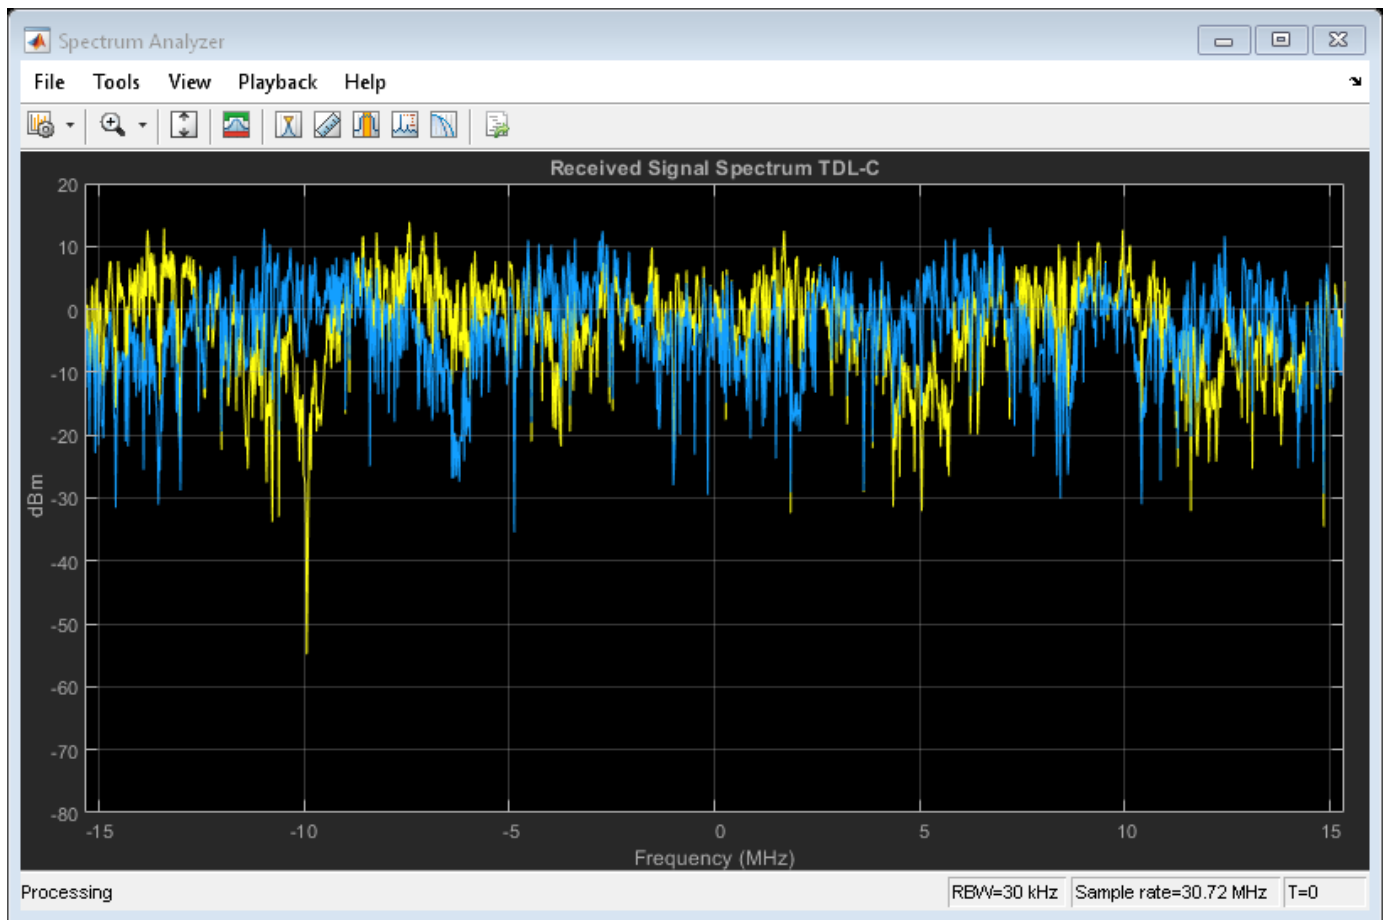 Spectrum Analyzer
File Tools View Playback Help
Received Signal Spectrum TDL-C
20
10
0
-10
-20
-30
-40
-50
-60
-70
-80
dBm
-15 -10 -5 0 5 10 15
Frequency (MHz)
Processing RBW=30 kHz Sample rate=30.72 MHz T=0